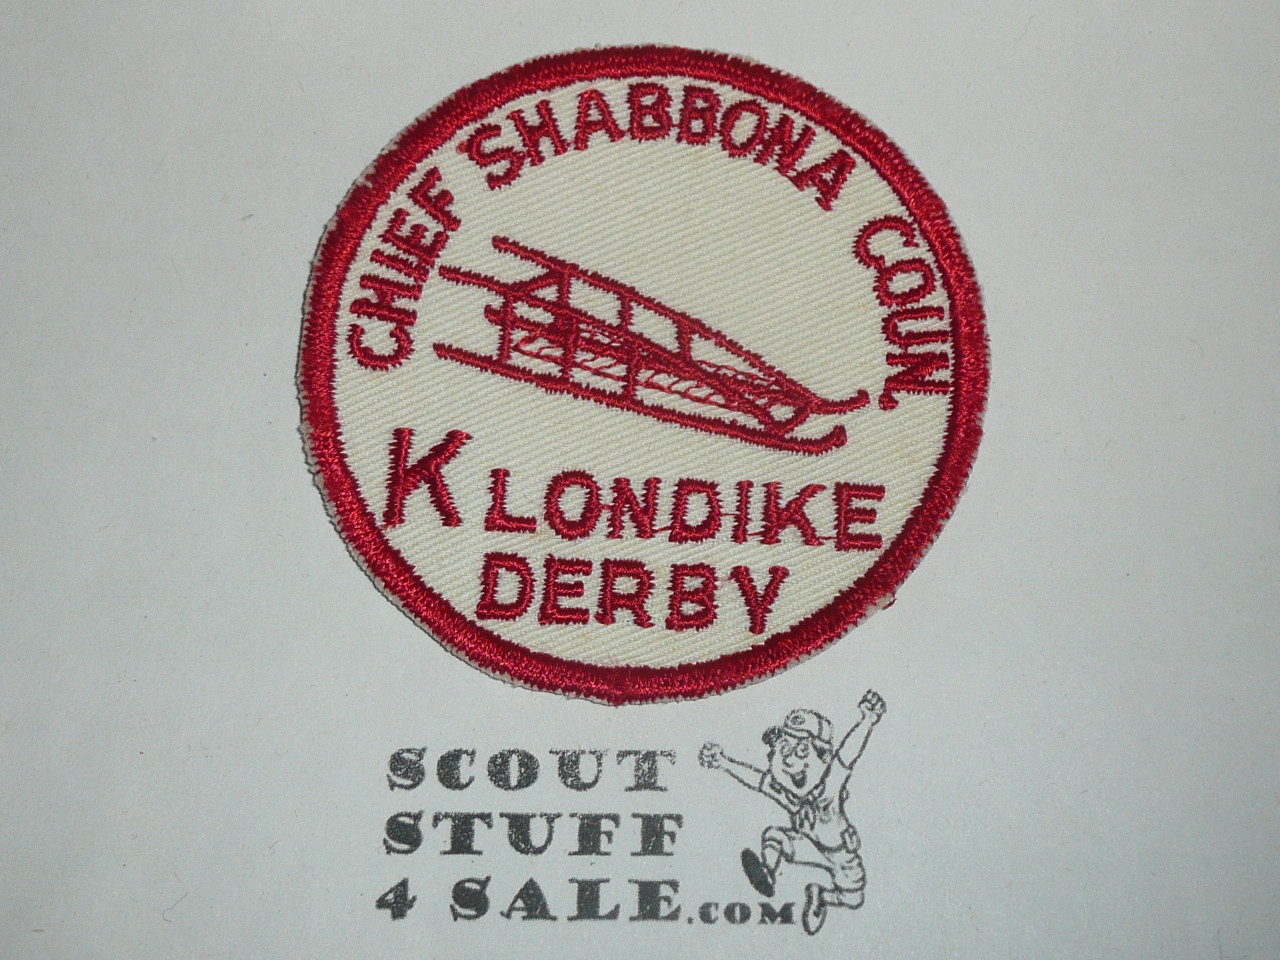 CHIEF SHABBONA COUN.
KLONDIKE
DERBY
SCOUT
STUFF
4 SALE.COM